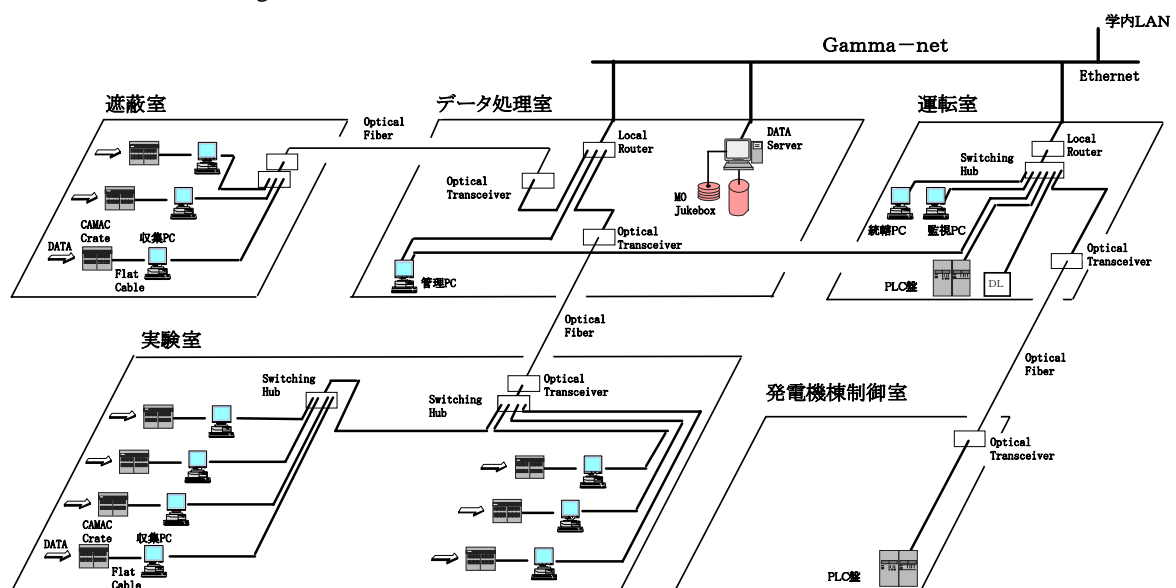 学内LAN
Gamma－net
Ethernet
遮蔽室
データ処理室
運転室
Optical
Fiber
Local
Router
DATA
Server
Switching
Hub
Local
Router
Optical
Transceiver
MO
Jukebox
CAMAC
Crate
収集PC
DATA
Flat
Cable
Optical
Transceiver
管理PC
統轄PC
監視PC
PLC盤
DL
Optical
Transceiver
Optical
Fiber
実験室
Switching
Hub
Switching
Hub
Optical
Transceiver
Optical
Fiber
発電機棟制御室
Optical
Transceiver
CAMAC
Crate
収集PC
DATA
Flat
Cable
PLC盤